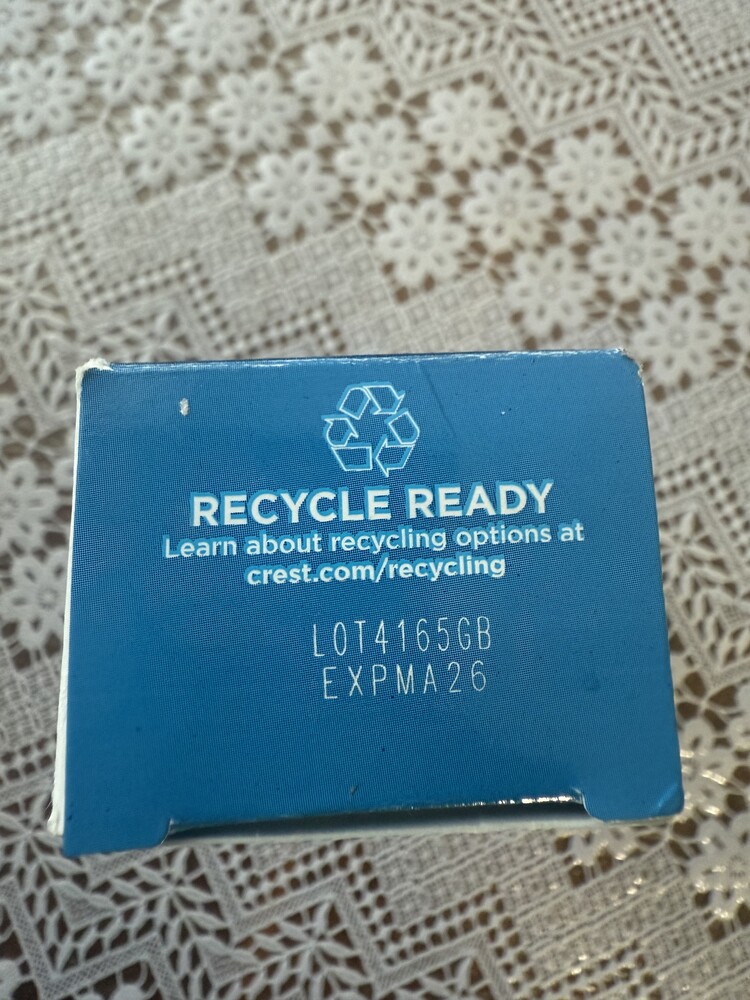 RECYCLE READY
Learn about recycling options at
crest.com/recycling
LOT4165GB
EXPMA26